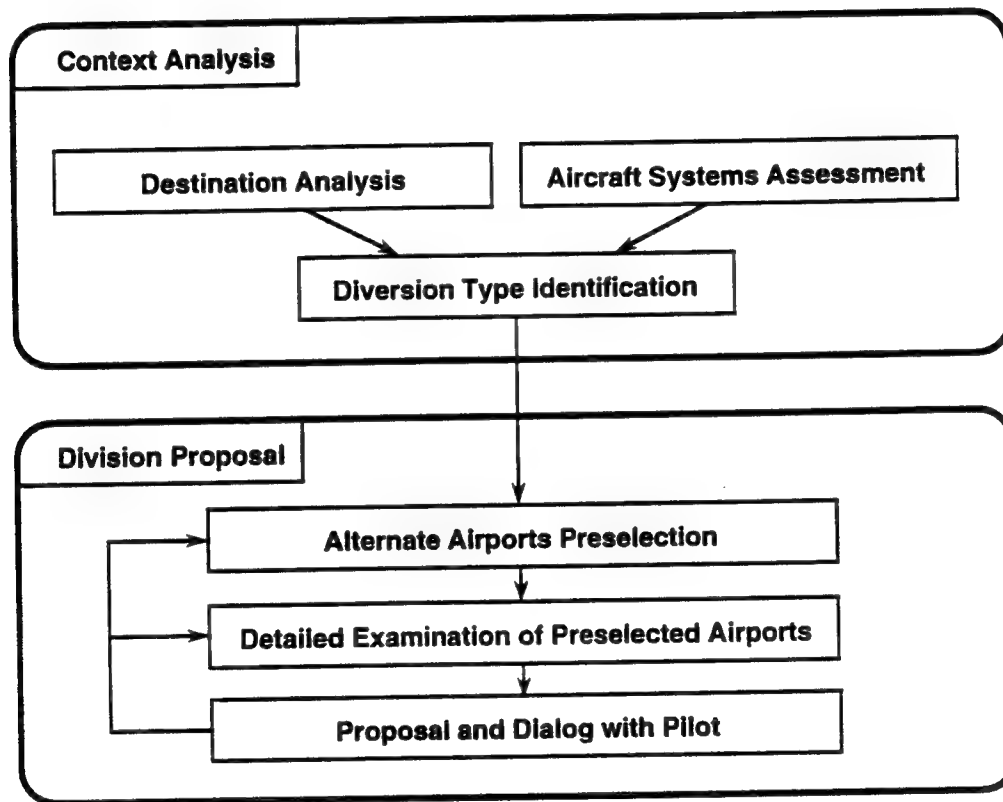 Context Analysis
Destination Analysis
Aircraft Systems Assessment
Diversion Type Identification
Division Proposal
Alternate Airports Preselection
Detailed Examination of Preselected Airports
Proposal and Dialog with Pilot